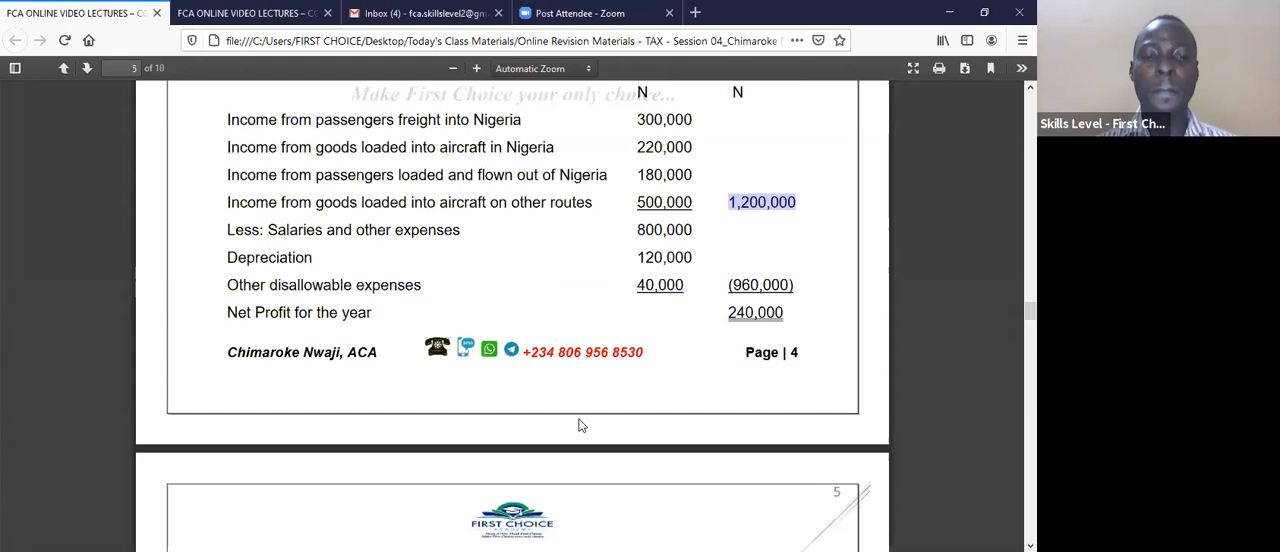 FCA ONLINE VIDEO LECTURES – CC
FCA ONLINE VIDEO LECTURES – CC
Inbox (4) - fca.skillslevel2@gm
Post Attendee - Zoom
file:///C:/Users/FIRST CHOICE/Desktop/Today's Class Materials/Online Revision Materials - TAX - Session 04_Chimaroke
5 of 10
Automatic Zoom
Skills Level - First Ch...
Make First Choice your only choice...
N N
Income from passengers freight into Nigeria 300,000
Income from goods loaded into aircraft in Nigeria 220,000
Income from passengers loaded and flown out of Nigeria 180,000
Income from goods loaded into aircraft on other routes 500,000 1,200,000
Less: Salaries and other expenses 800,000
Depreciation 120,000
Other disallowable expenses 40,000 (960,000)
Net Profit for the year 240,000
Chimaroke Nwaji, ACA +234 806 956 8530 Page | 4
5
FIRST CHOICE